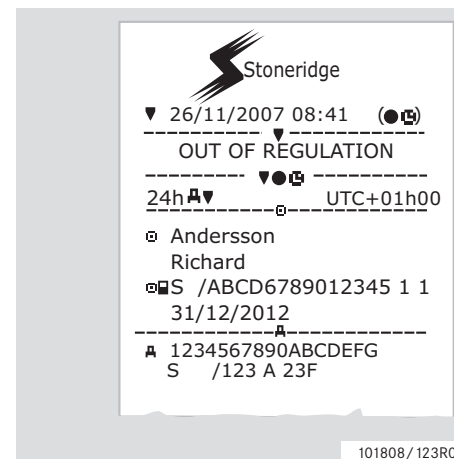 Stoneridge
26/11/2007 08:41 (●)
OUT OF REGULATION
24h UTC+01h00
Andersson
Richard
S /ABCD6789012345 1 1
31/12/2012
1234567890ABCDEFG
S /123 A 23F
101808/123R0